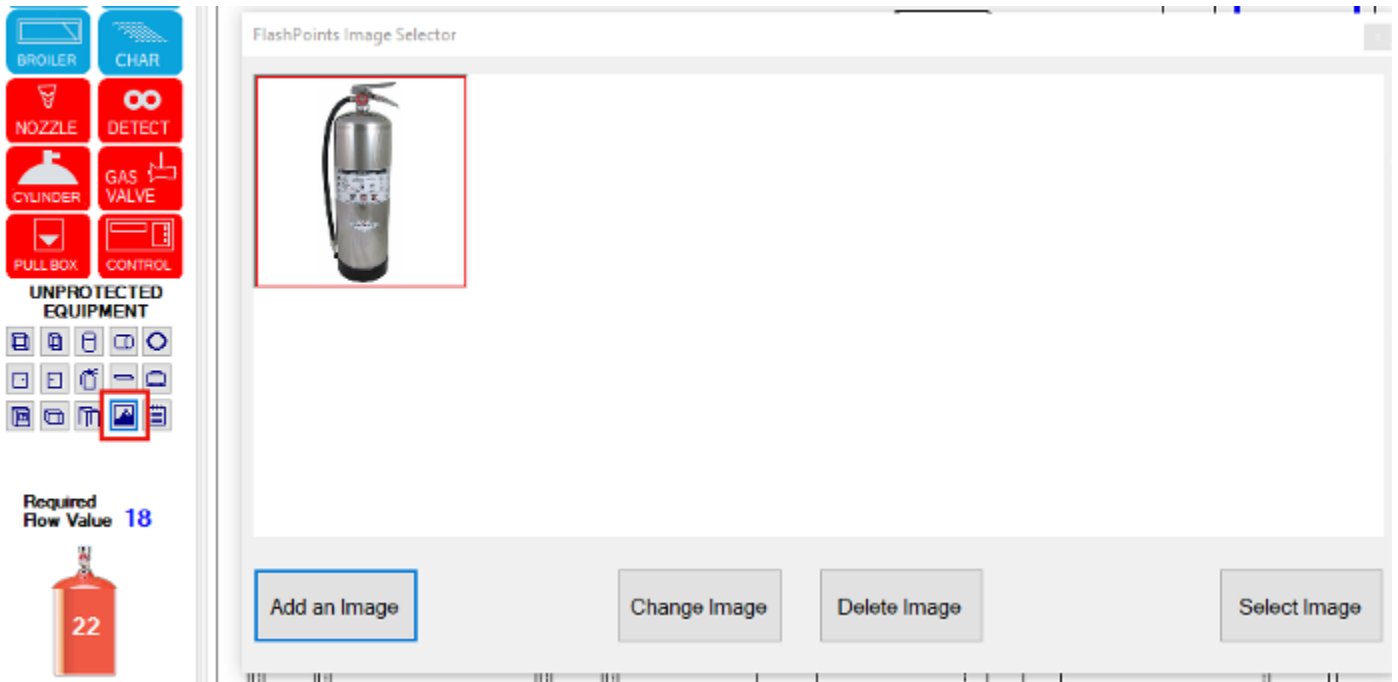 FlashPoints Image Selector
BROILER
CHAR
NOZZLE
DETECT
CYLINDER
GAS
VALVE
PULL BOX
CONTROL
UNPROTECTED
EQUIPMENT
Required
Flow Value 18
22
Add an Image
Change Image
Delete Image
Select Image